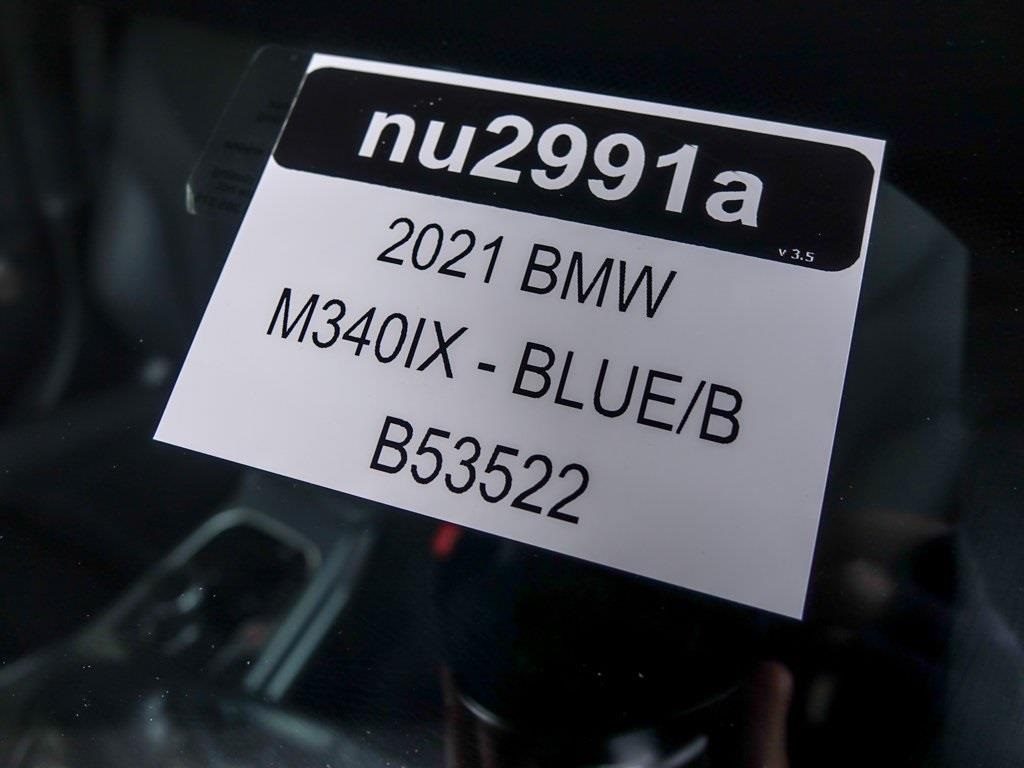 nu2991a
v 3.5
2021 BMW
M340IX - BLUE/B
B53522